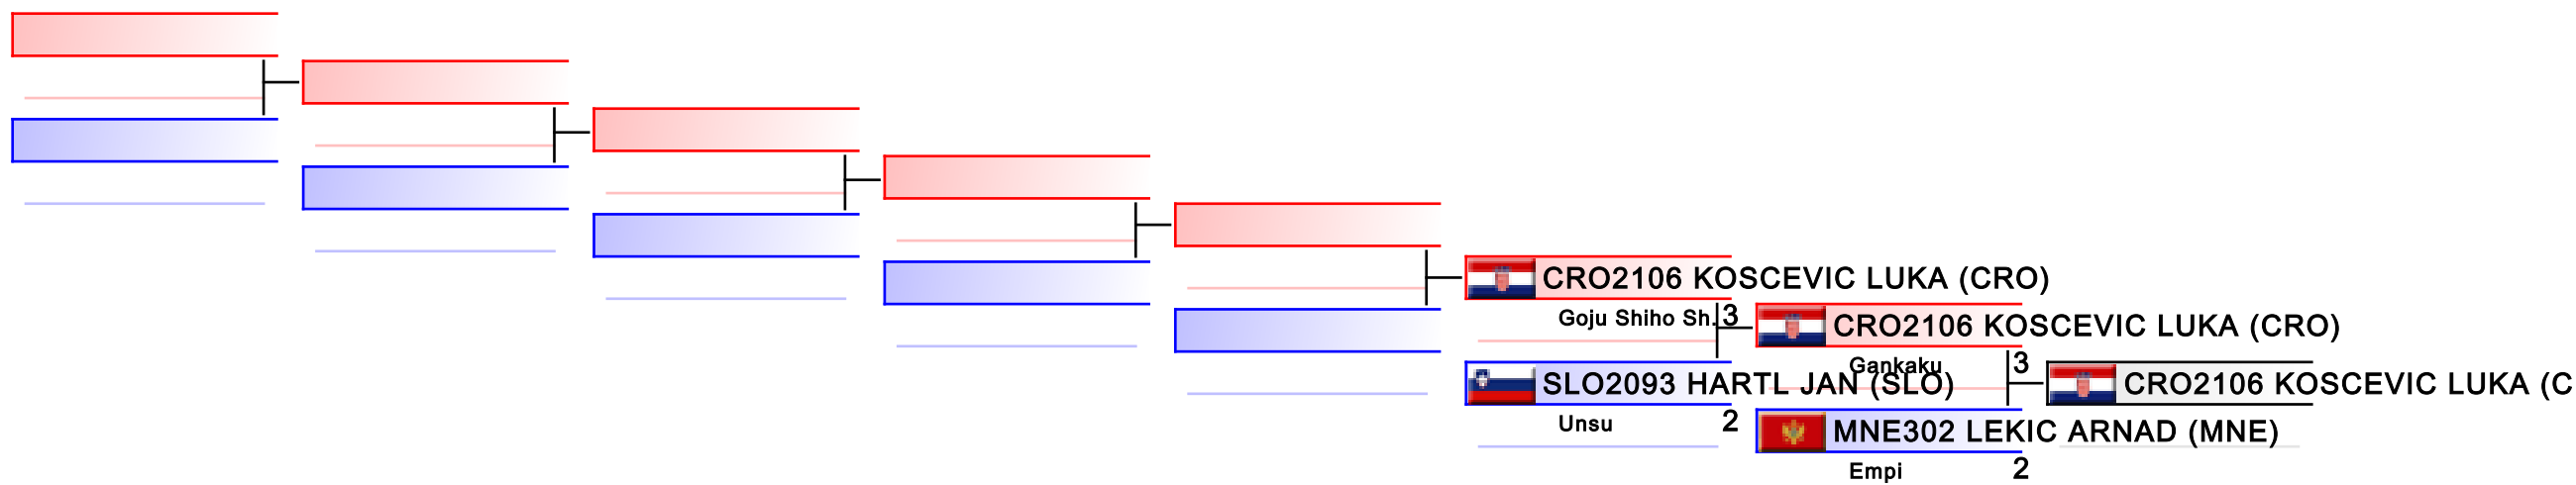 CRO2106 KOSCEVIC LUKA (CRO)
Goju Shiho Sh. 3
SLO2093 HARTL JAN (SLO)
Unsu 2
CRO2106 KOSCEVIC LUKA (CRO)
Gankaku 3
MNE302 LEKIC ARNAD (MNE)
Empi 2
CRO2106 KOSCEVIC LUKA (C